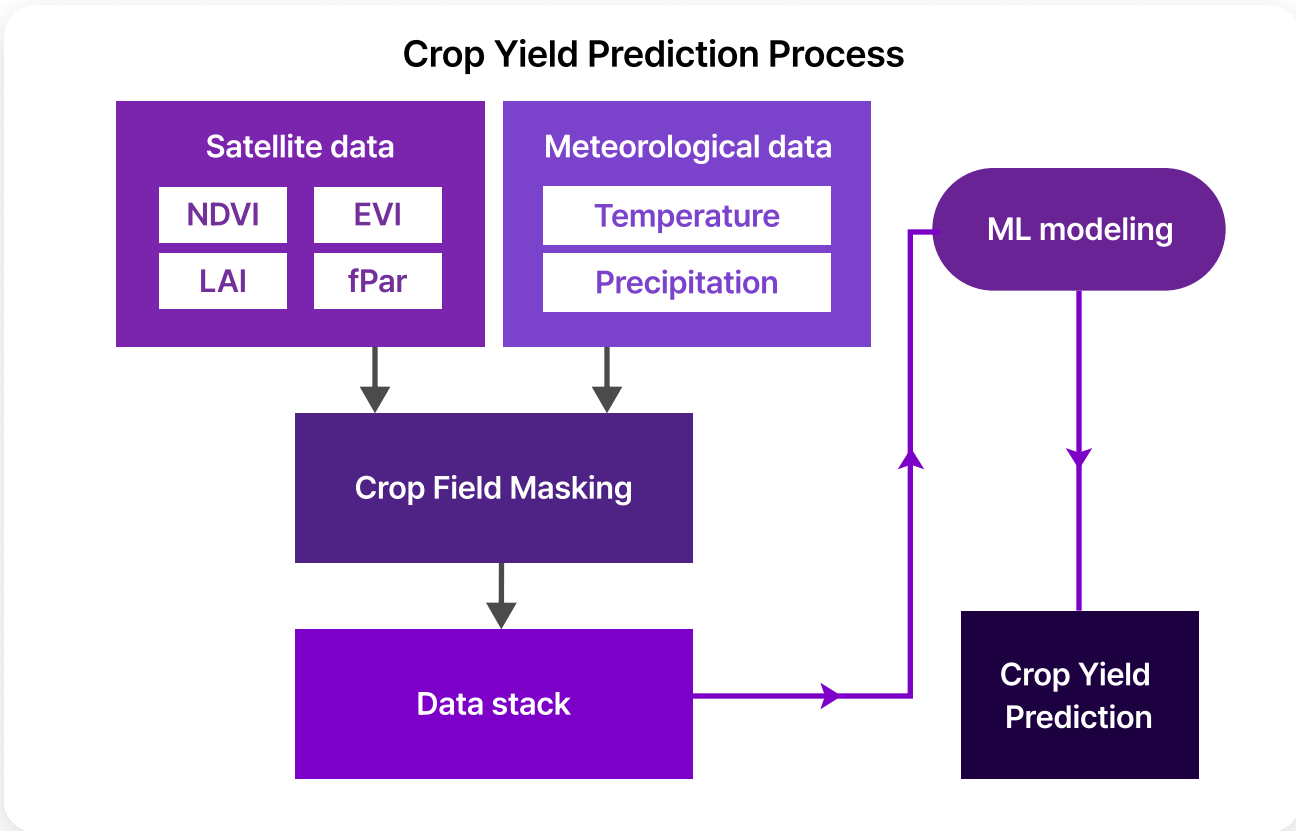 Crop Yield Prediction Process
Satellite data
NDVI
EVI
LAI
fPar
Meteorological data
Temperature
Precipitation
Crop Field Masking
Data stack
ML modeling
Crop Yield
Prediction